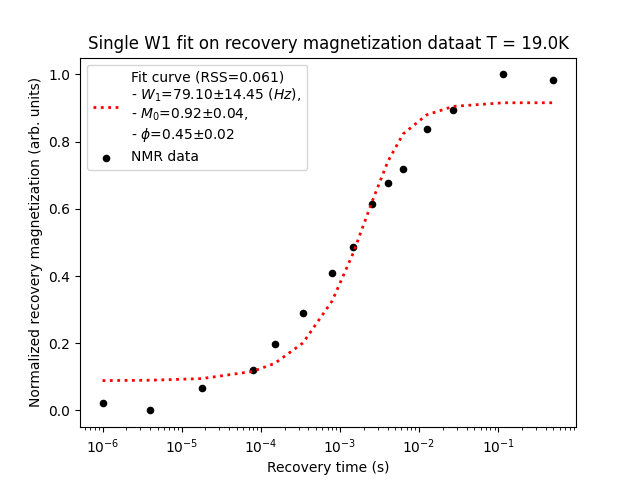 Single W1 fit on recovery magnetization dataat T = 19.0K
Normalized recovery magnetization (arb. units)
1.0
0.8
0.6
0.4
0.2
0.0
Fit curve (RSS=0.061)
- W₁=79.10±14.45 (Hz),
- M₀=0.92±0.04,
- ϕ=0.45±0.02
NMR data
10⁻⁶ 10⁻⁵ 10⁻⁴ 10⁻³ 10⁻² 10⁻¹
Recovery time (s)